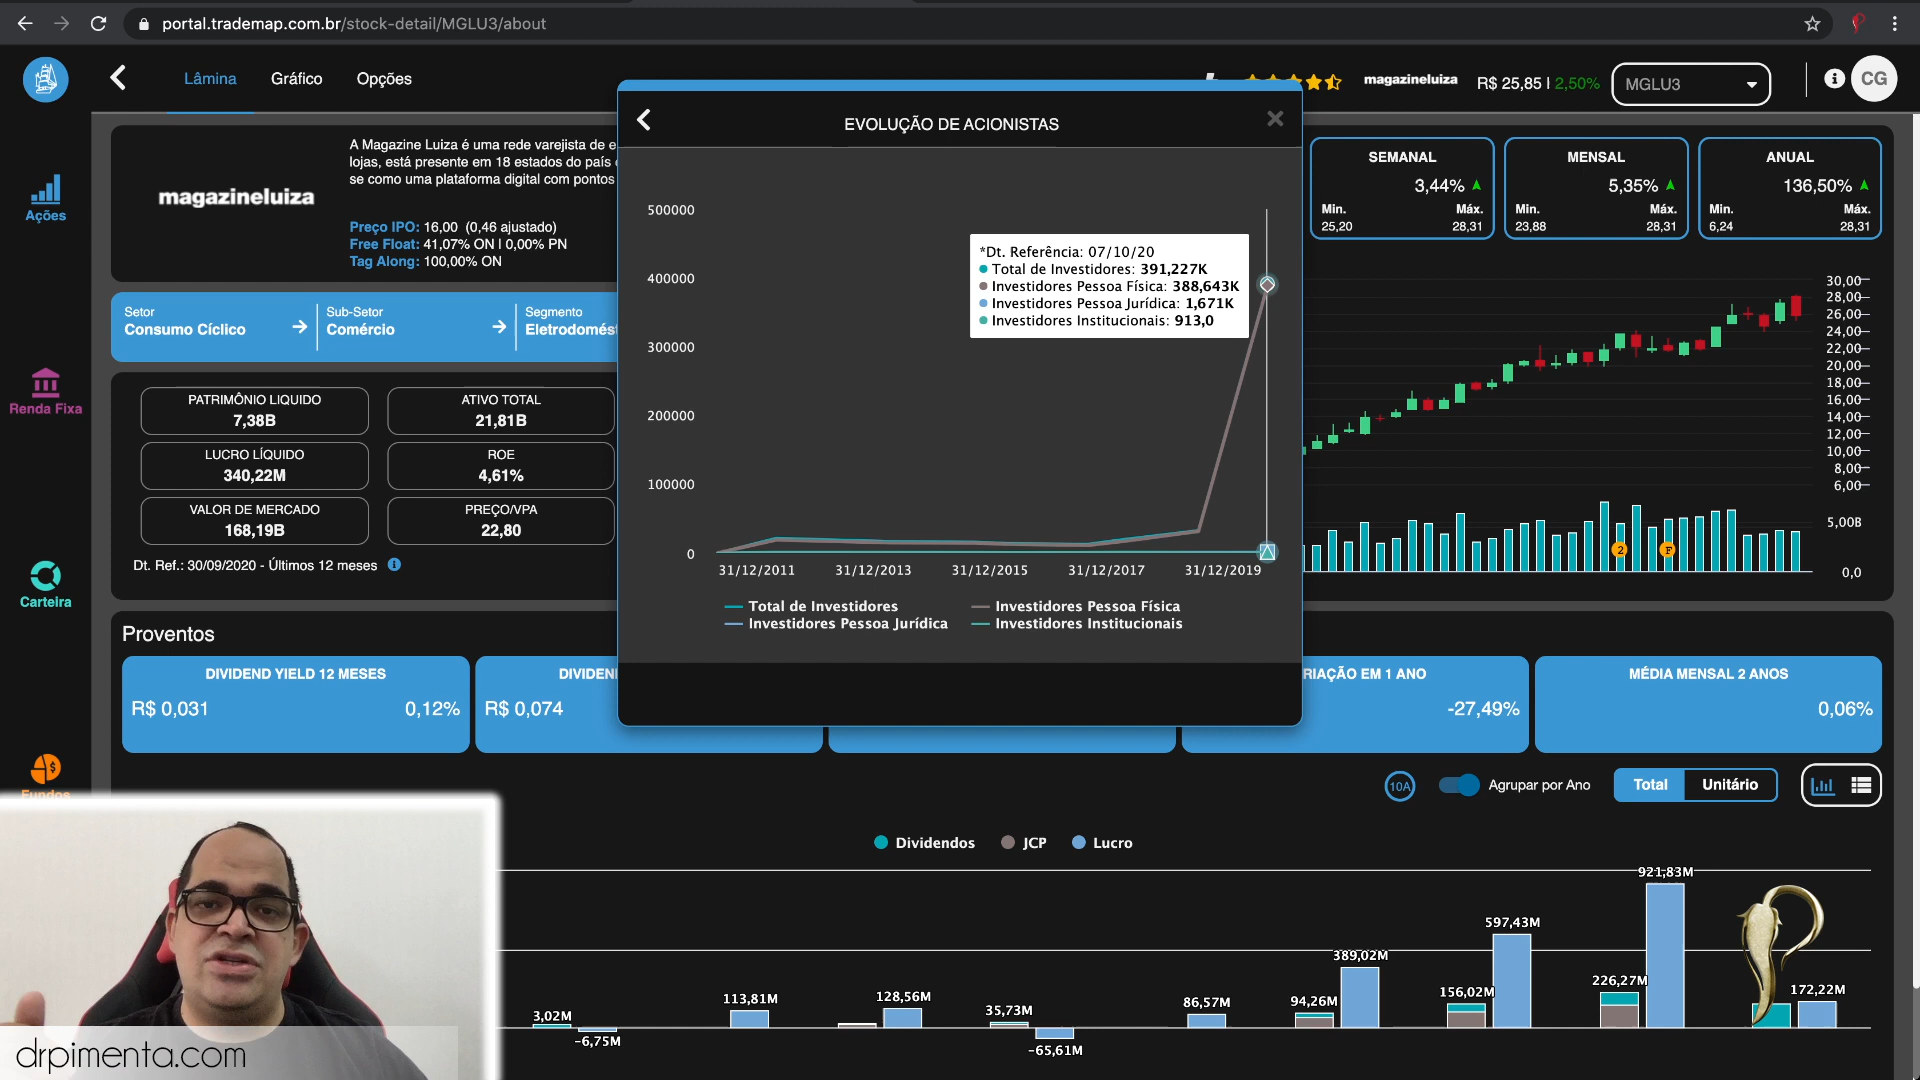 portal.trademap.com.br/stock-detail/MGLU3/about
Lâmina
Gráfico
Opções
magazineluiza
R$ 25,85 | 2,50%
MGLU3
CG
Ações
Renda Fixa
Carteira
Fundos
magazineluiza
A Magazine Luiza é uma rede varejista de e
lojas, está presente em 18 estados do país
se como uma plataforma digital com pontos
Preço IPO: 16,00 (0,46 ajustado)
Free Float: 41,07% ON | 0,00% PN
Tag Along: 100,00% ON
Setor
Consumo Cíclico
Sub-Setor
Comércio
Segmento
Eletrodomést
PATRIMÔNIO LIQUIDO
7,38B
ATIVO TOTAL
21,81B
LUCRO LÍQUIDO
340,22M
ROE
4,61%
VALOR DE MERCADO
168,19B
PREÇO/VPA
22,80
Dt. Ref.: 30/09/2020 - Últimos 12 meses
EVOLUÇÃO DE ACIONISTAS
500000
400000
300000
200000
100000
0
31/12/2011
31/12/2013
31/12/2015
31/12/2017
31/12/2019
*Dt. Referência: 07/10/20
Total de Investidores: 391,227K
Investidores Pessoa Física: 388,643K
Investidores Pessoa Jurídica: 1,671K
Investidores Institucionais: 913,0
Total de Investidores
Investidores Pessoa Física
Investidores Pessoa Jurídica
Investidores Institucionais
SEMANAL
3,44%
Min.
Máx.
25,20
28,31
MENSAL
5,35%
Min.
Máx.
23,88
28,31
ANUAL
136,50%
Min.
Máx.
6,24
28,31
30,00
28,00
26,00
24,00
22,00
20,00
18,00
16,00
14,00
12,00
10,00
8,00
6,00
5,00B
0,0
2
F
Proventos
DIVIDEND YIELD 12 MESES
R$ 0,031
0,12%
DIVIDEN
R$ 0,074
RIAÇÃO EM 1 ANO
-27,49%
MÉDIA MENSAL 2 ANOS
0,06%
10A
Agrupar por Ano
Total
Unitário
Dividendos
JCP
Lucro
3,02M
-6,75M
113,81M
128,56M
35,73M
-65,61M
86,57M
94,26M
389,02M
156,02M
597,43M
226,27M
921,83M
172,22M
drpimenta.com